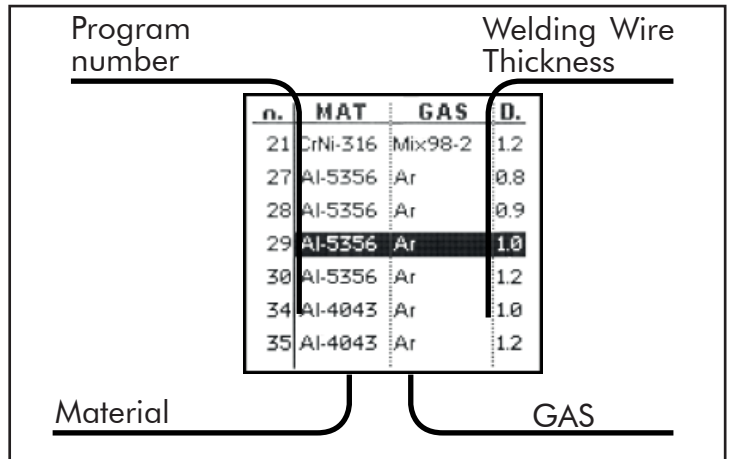 Program number
Welding Wire Thickness
n. MAT GAS D.
21 CrNi-316 Mix98-2 1.2
27 Al-5356 Ar 0.8
28 Al-5356 Ar 0.9
29 Al-5356 Ar 1.0
30 Al-5356 Ar 1.2
34 Al-4043 Ar 1.0
35 Al-4043 Ar 1.2
Material
GAS